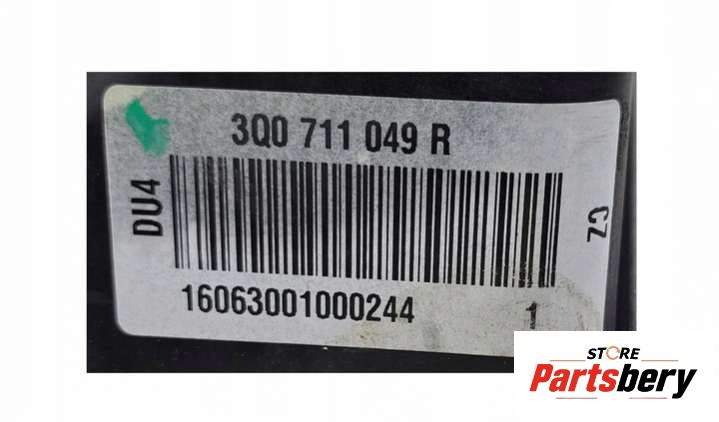 3Q0 711 049 R
DU4
CZ
16063001000244
1
STORE
Partsbery